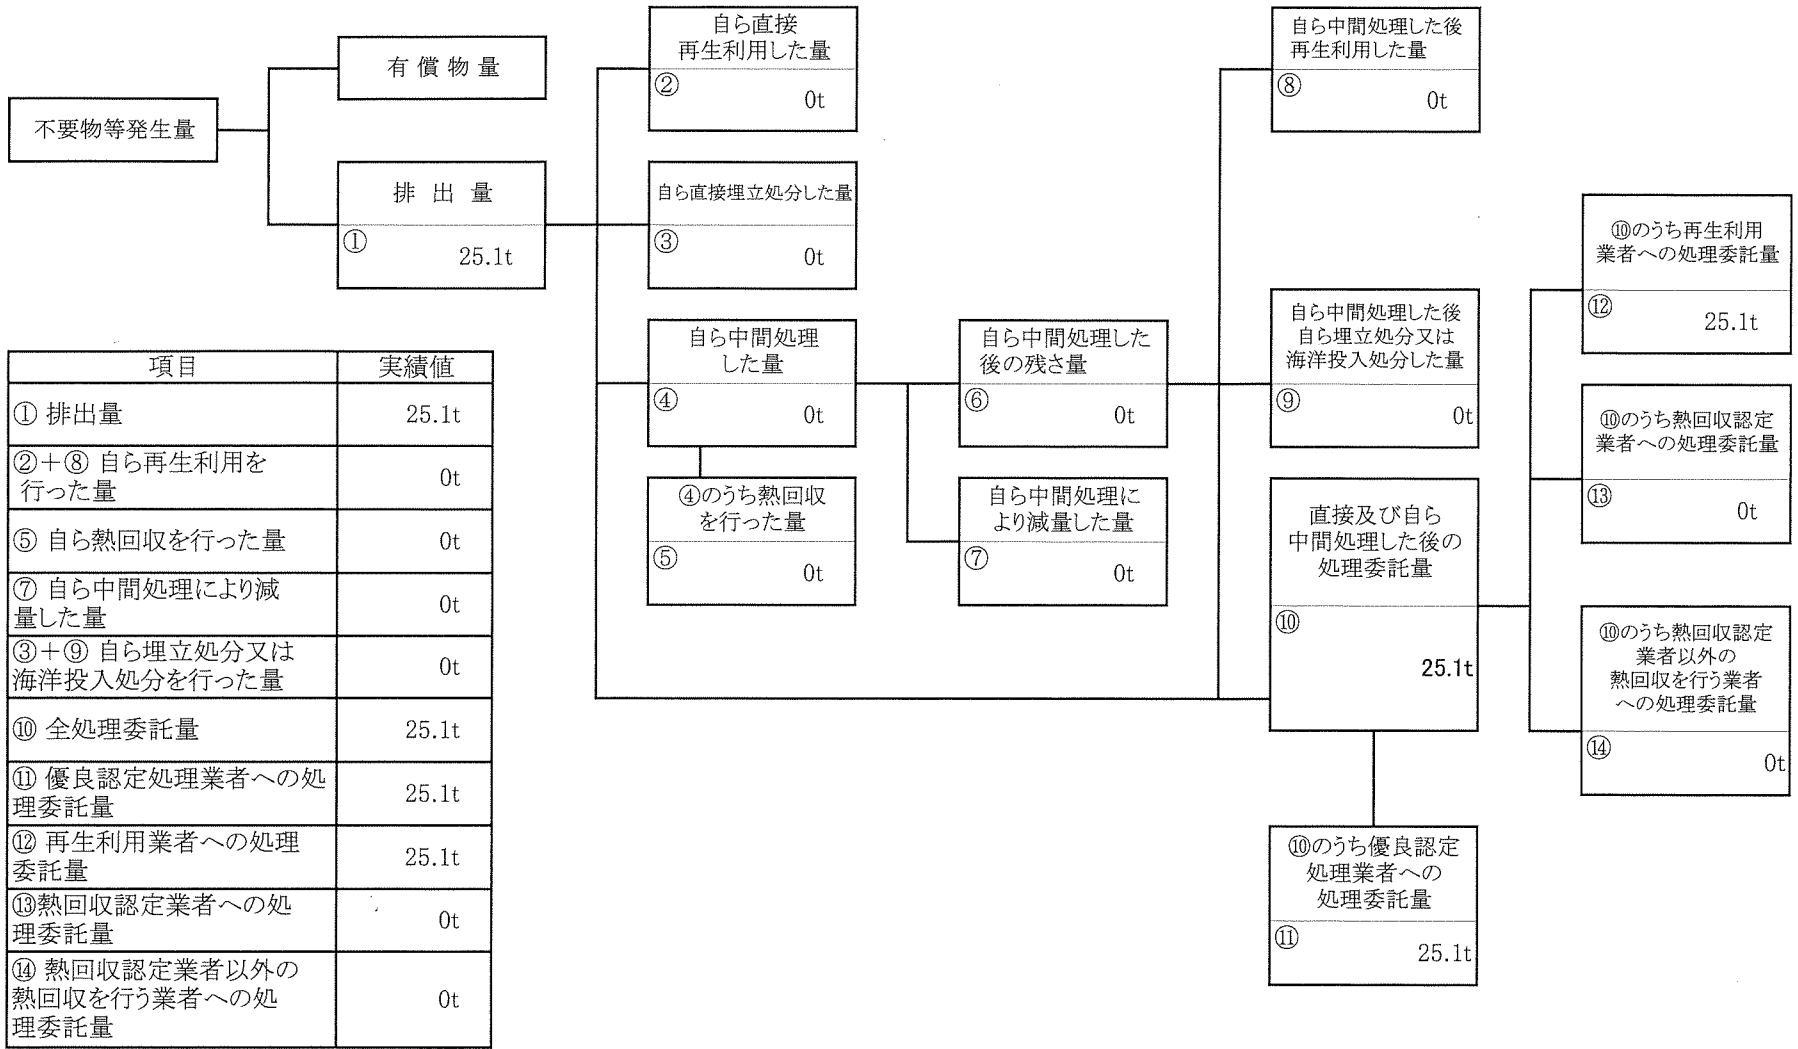 不要物等発生量
有償物量
排出量
①
25.1t
自ら直接
再生利用した量
②
0t
自ら直接埋立処分した量
③
0t
自ら中間処理
した量
④
0t
④のうち熱回収
を行った量
⑤
0t
自ら中間処理した
後の残さ量
⑥
0t
自ら中間処理に
より減量した量
⑦
0t
自ら中間処理した後
再生利用した量
⑧
0t
自ら中間処理した後
自ら埋立処分又は
海洋投入処分した量
⑨
0t
直接及び自ら
中間処理した後の
処理委託量
⑩
25.1t
⑩のうち優良認定
処理業者への
処理委託量
⑪
25.1t
⑩のうち再生利用
業者への処理委託量
⑫
25.1t
⑩のうち熱回収認定
業者への処理委託量
⑬
0t
⑩のうち熱回収認定
業者以外の
熱回収を行う業者
への処理委託量
⑭
0t
項目 実績値
① 排出量 25.1t
②＋⑧ 自ら再生利用を
行った量 0t
⑤ 自ら熱回収を行った量 0t
⑦ 自ら中間処理により減
量した量 0t
③＋⑨ 自ら埋立処分又は
海洋投入処分を行った量 0t
⑩ 全処理委託量 25.1t
⑪ 優良認定処理業者への処
理委託量 25.1t
⑫ 再生利用業者への処理
委託量 25.1t
⑬熱回収認定業者への処
理委託量 0t
⑭ 熱回収認定業者以外の
熱回収を行う業者への処
理委託量 0t